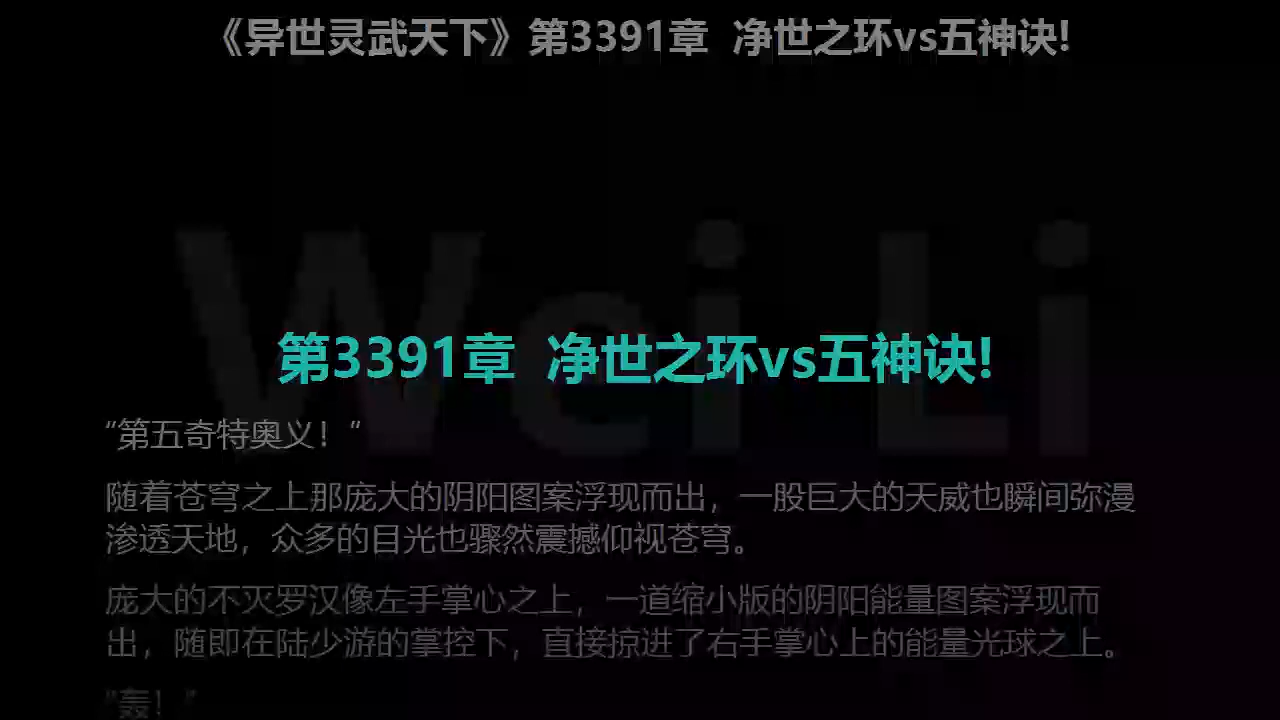 《异世灵武天下》第3391章 净世之环vs五神诀!
Wei Li
第3391章 净世之环vs五神诀!
“第五奇特奥义！“
随着苍穹之上那庞大的阴阳图案浮现而出，一股巨大的天威也瞬间弥漫
渗透天地，众多的目光也骤然震撼仰视苍穹。
庞大的不灭罗汉像左手掌心之上，一道缩小版的阴阳能量图案浮现而
出，随即在陆少游的掌控下，直接掠进了右手掌心上的能量光球之上。
“轰！”